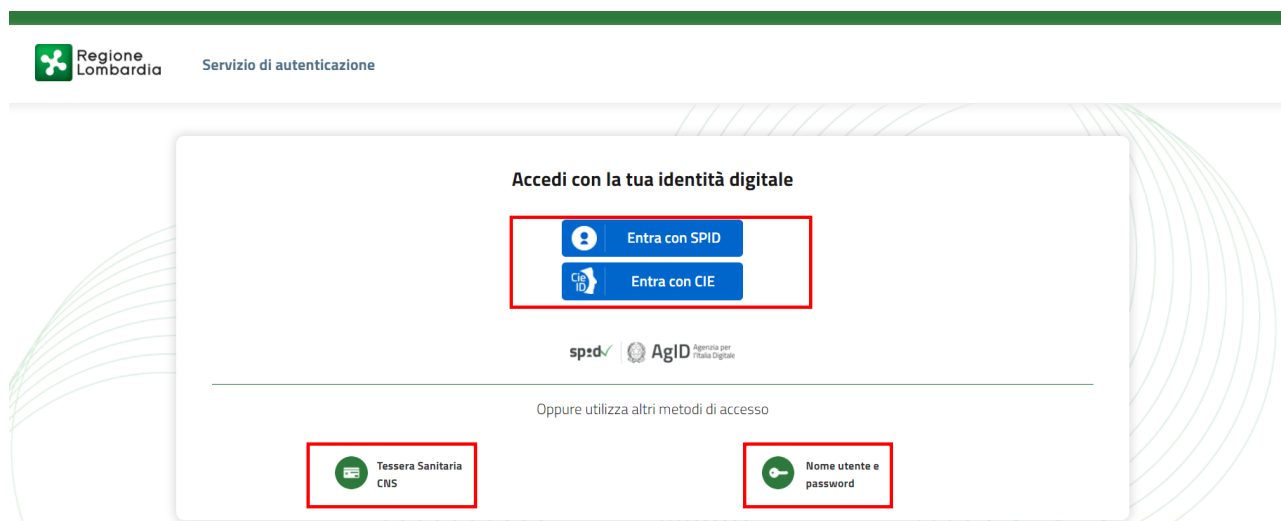 Regione
Lombardia
Servizio di autenticazione
Accedi con la tua identità digitale
Entra con SPID
Cie
ID
Entra con CIE
spid
AgID
Agenzia per
l'Italia Digitale
Oppure utilizza altri metodi di accesso
Tessera Sanitaria
CNS
Nome utente e
password